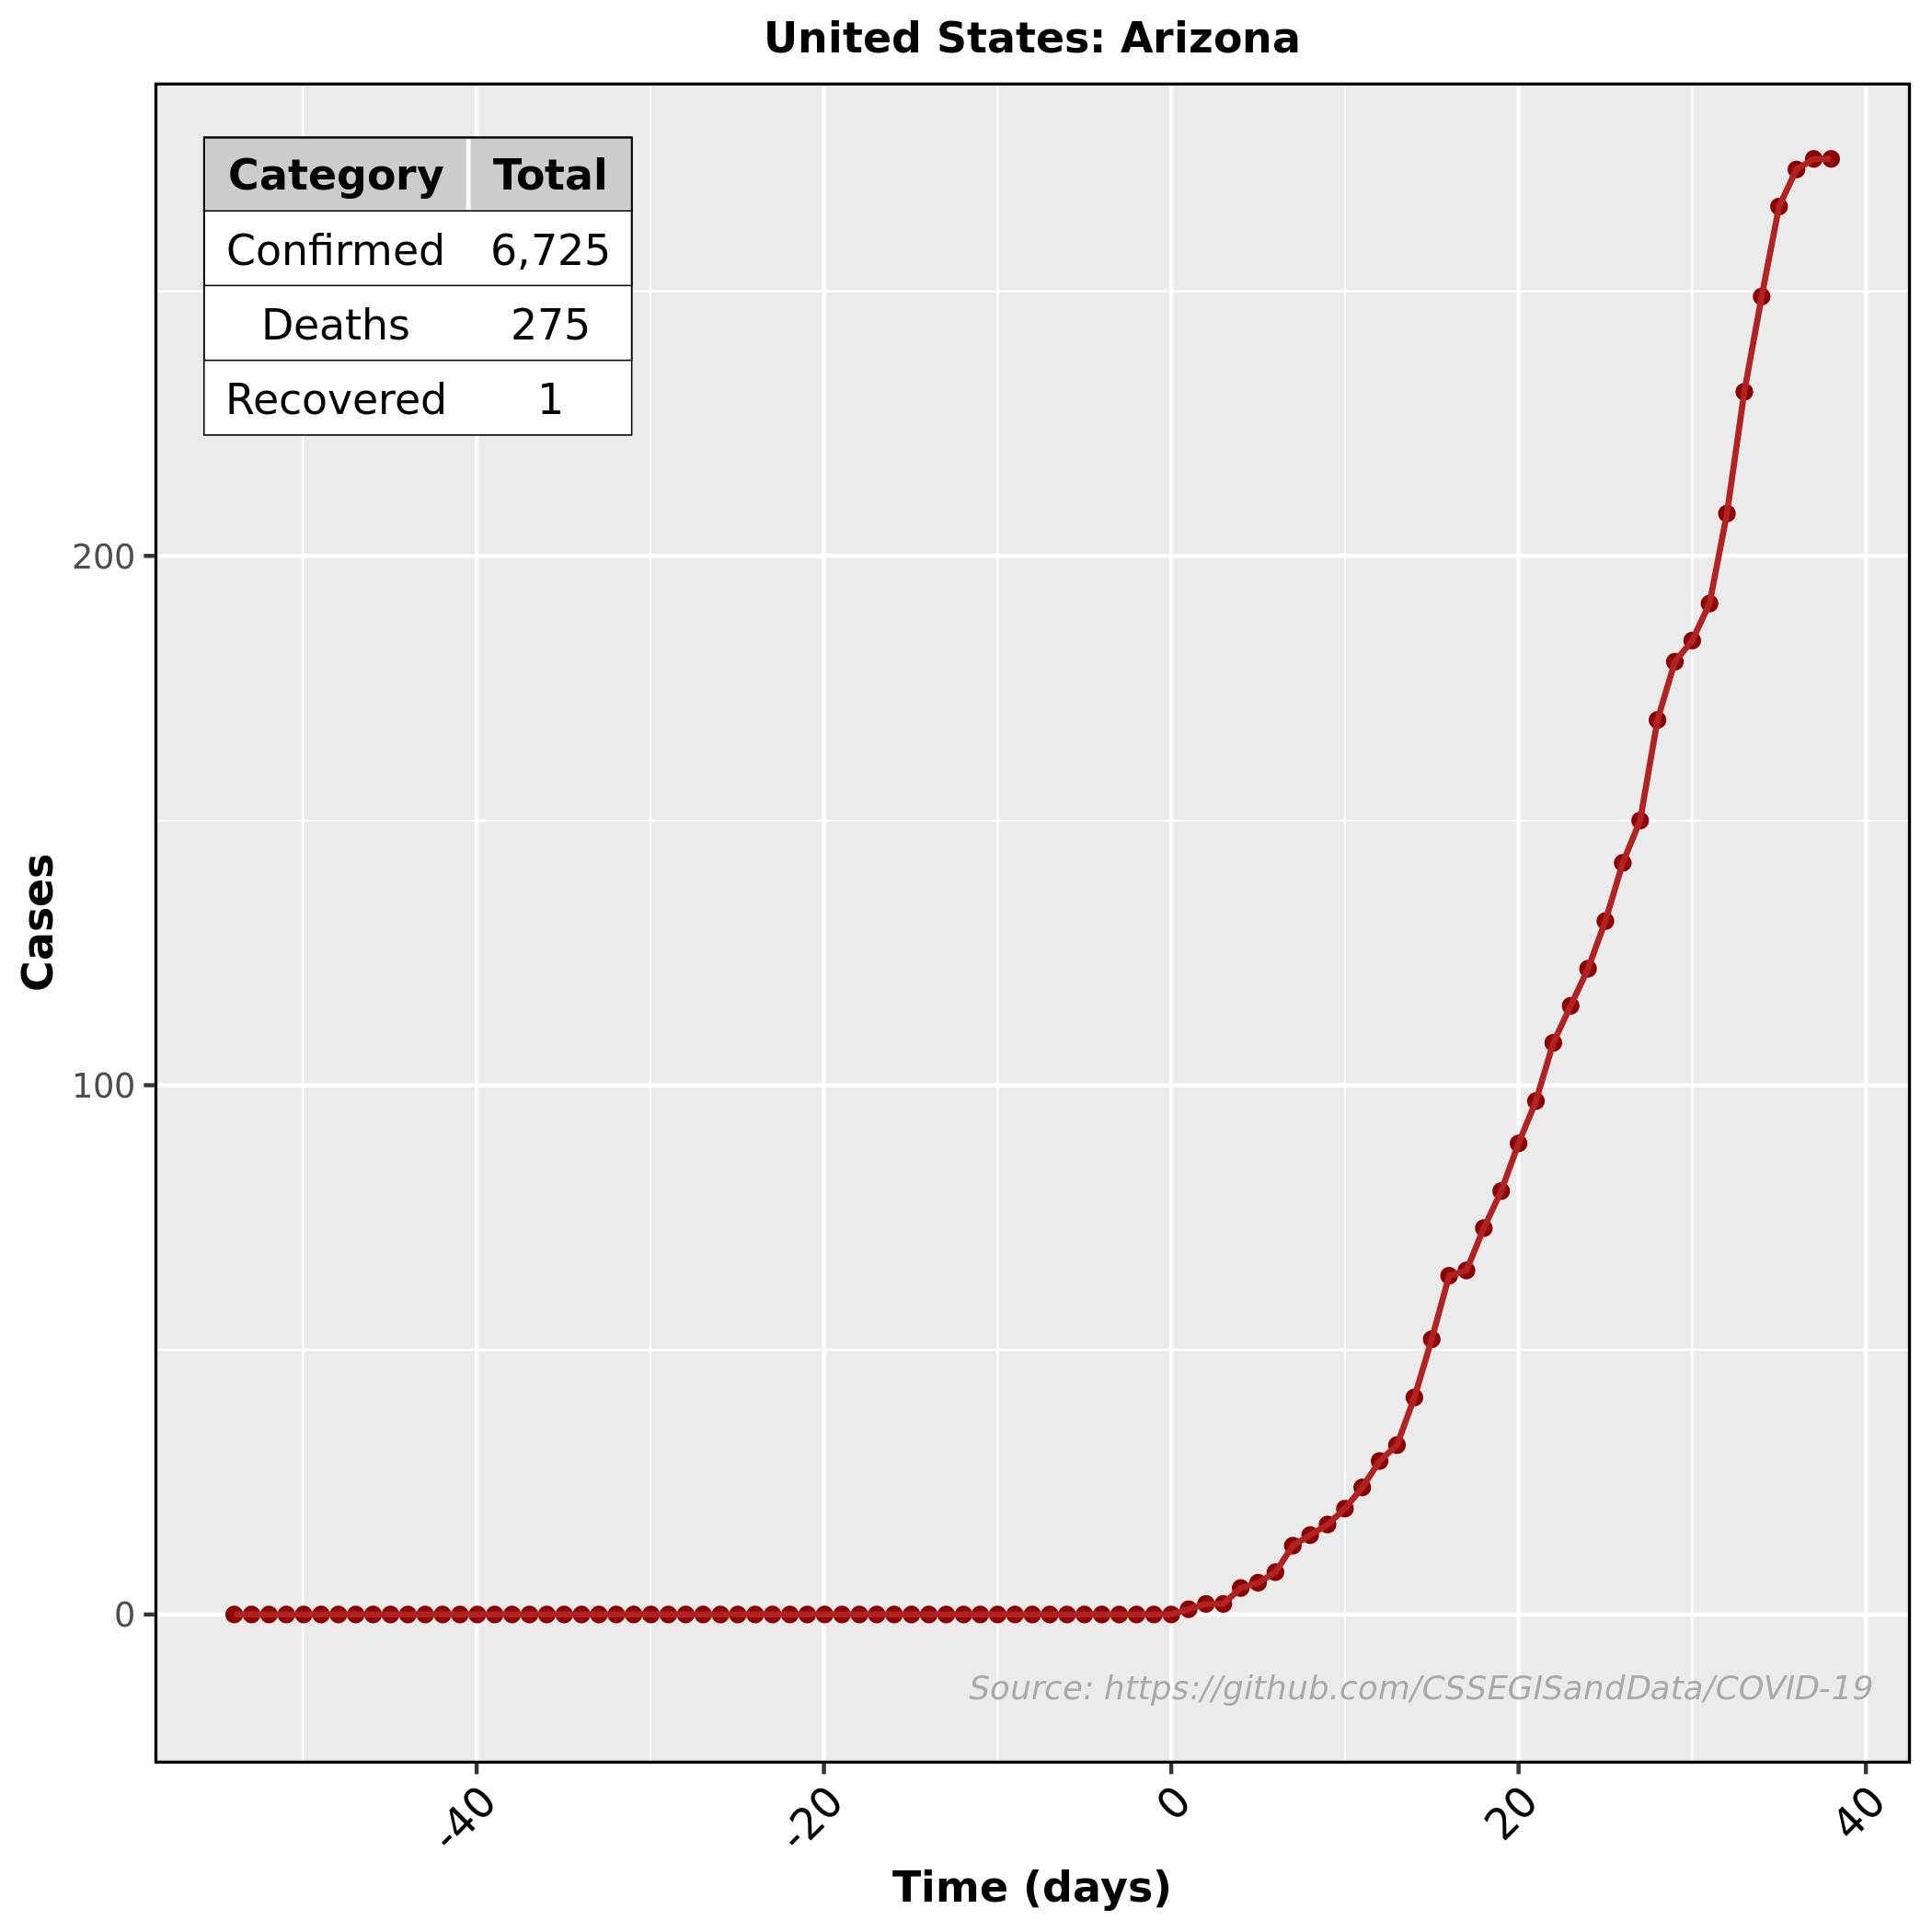 United States: Arizona
Category Total
Confirmed 6,725
Deaths 275
Recovered 1
200
100
0
Cases
Source: https://github.com/CSSEGISandData/COVID-19
-40 -20 0 20 40
Time (days)